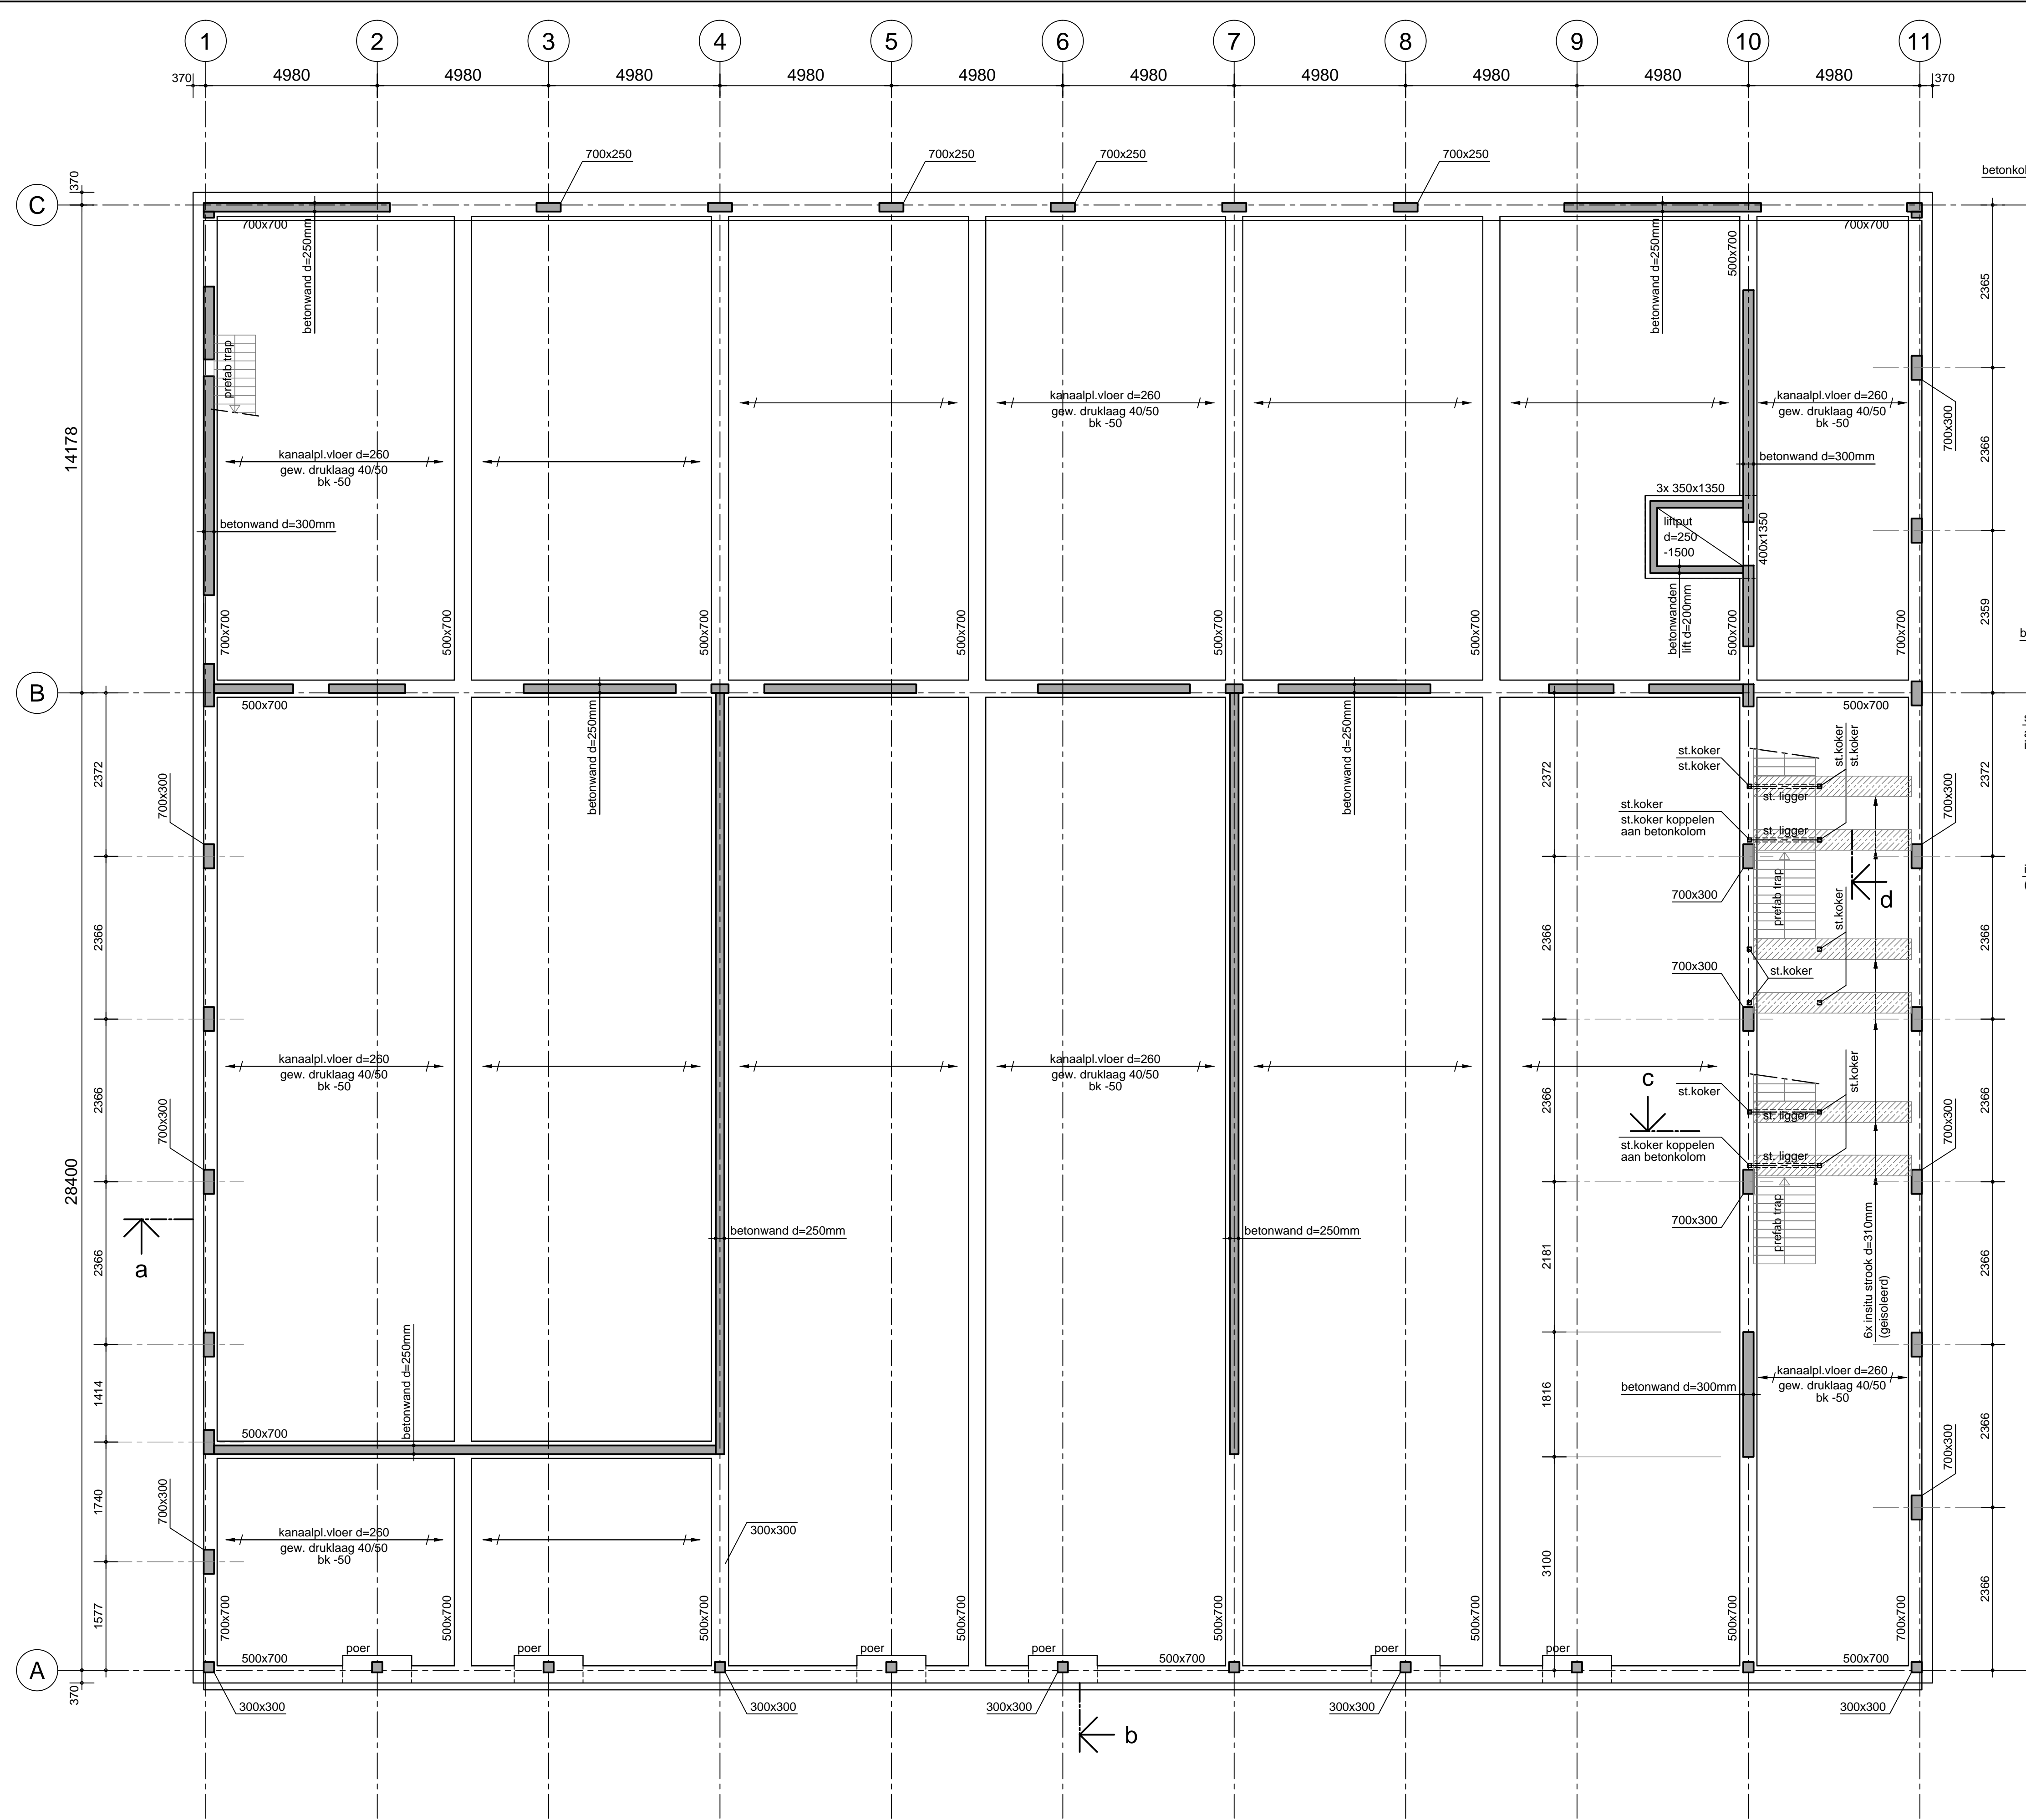 1 2 3 4 5 6 7 8 9 10 11
370 4980 4980 4980 4980 4980 4980 4980 4980 4980 4980 370
700x250 700x250 700x250 700x250
370
C
700x700
betonwand d=250mm
betonwand d=250mm
500x700
700x700
2365
prefab trap
kanaalpl.vloer d=260
gew. druklaag 40/50
bk -50
kanaalpl.vloer d=260
gew. druklaag 40/50
bk -50
700x300
14178
2366
kanaalpl.vloer d=260
gew. druklaag 40/50
bk -50
betonwand d=300mm
3x 350x1350
betonwand d=300mm
liftput
d=250
-1500
400x1350
betonwanden
lift d=200mm
2359
700x700
500x700
500x700
500x700
500x700
500x700
500x700
700x700
B
500x700
500x700
betonwand d=250mm
betonwand d=250mm
2372
700x300
2372
2372
700x300
st.koker
st.koker
st.koker
st.koker
st. ligger
st.koker
st.koker koppelen
aan betonkolom
st. ligger
700x300
prefab trap
d
2366
2366
2366
st.koker
700x300
st.koker
kanaalpl.vloer d=260
gew. druklaag 40/50
bk -50
kanaalpl.vloer d=260
gew. druklaag 40/50
bk -50
2366
700x300
2366
2366
700x300
c
st.koker
st.koker
st. ligger
st.koker koppelen
aan betonkolom
st. ligger
700x300
prefab trap
28400
a
2366
betonwand d=250mm
betonwand d=250mm
2181
2366
6x insitu strook d=310mm
(geisoleerd)
betonwand d=250mm
1414
500x700
1816
betonwand d=300mm
kanaalpl.vloer d=260
gew. druklaag 40/50
bk -50
2366
700x300
1740
700x300
kanaalpl.vloer d=260
gew. druklaag 40/50
bk -50
300x300
3100
2366
1577
700x700
500x700
500x700
500x700
500x700
500x700
500x700
700x700
A
500x700
poer
poer
poer
poer
500x700
poer
poer
500x700
370
300x300
300x300
300x300
300x300
300x300
b